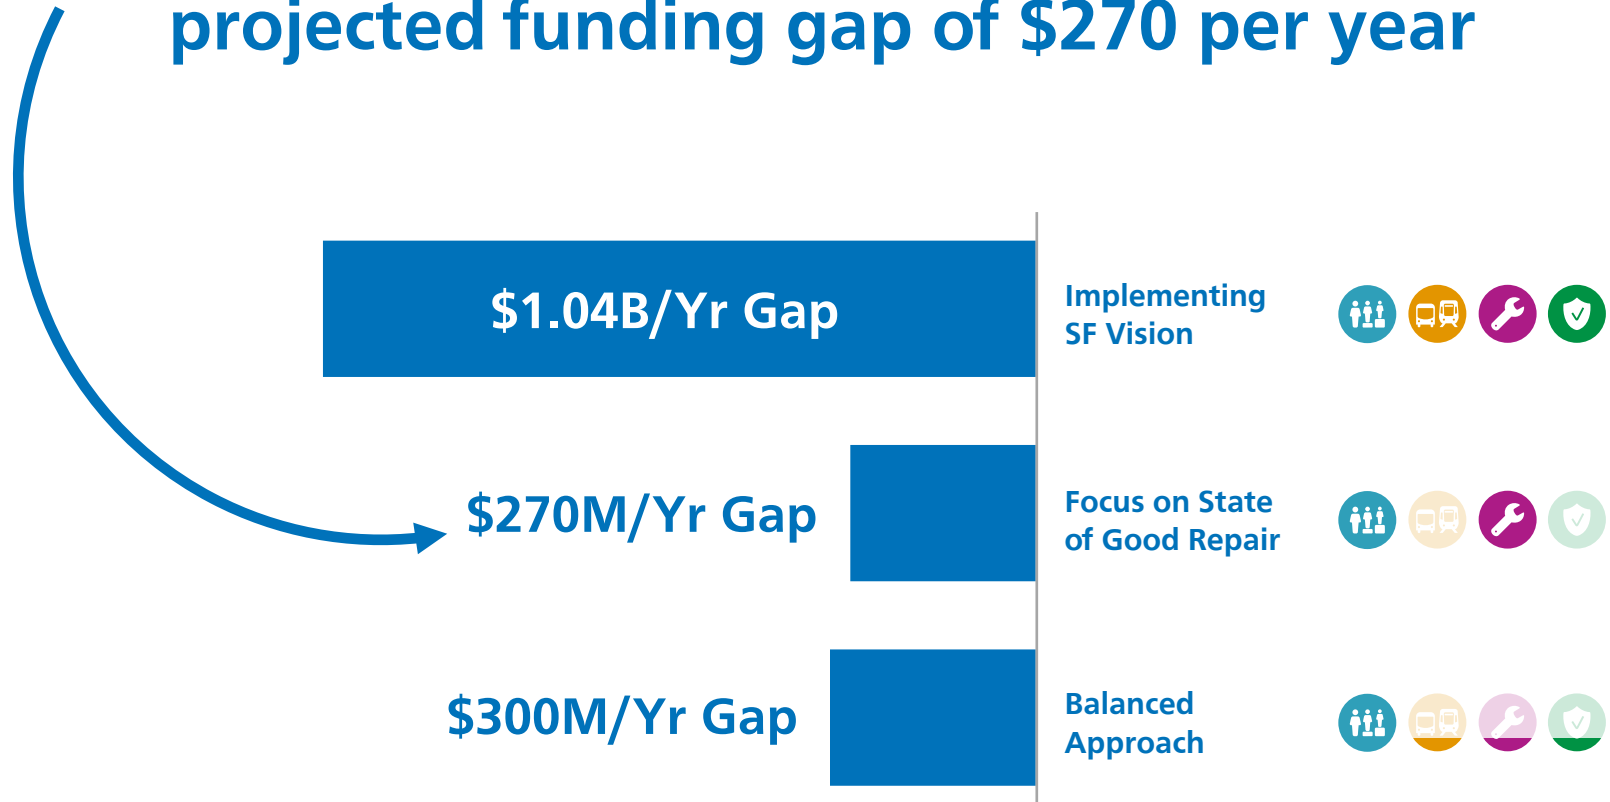 projected funding gap of $270 per year
$1.04B/Yr Gap
Implementing
SF Vision
$270M/Yr Gap
Focus on State
of Good Repair
$300M/Yr Gap
Balanced
Approach